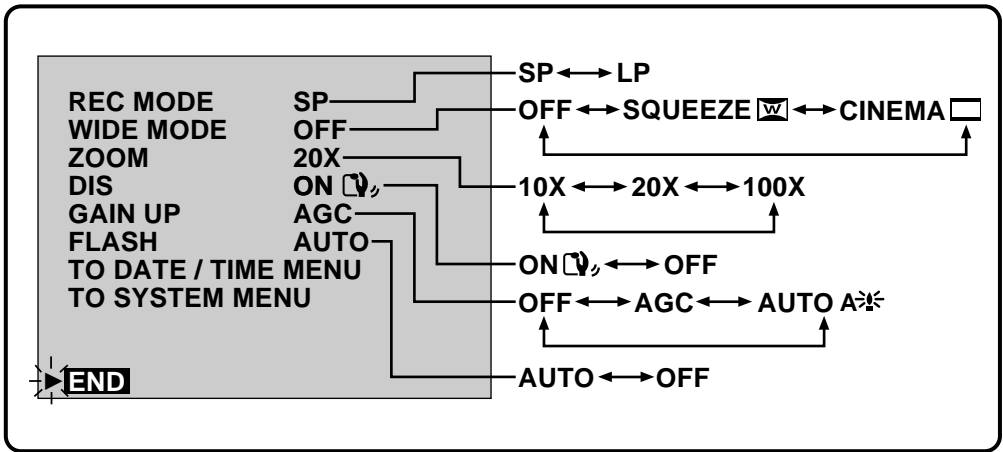 REC MODE SP
WIDE MODE OFF
ZOOM 20X
DIS ON
GAIN UP AGC
FLASH AUTO
TO DATE / TIME MENU
TO SYSTEM MENU
END
SP LP
OFF SQUEEZE W CINEMA
10X 20X 100X
ON OFF
OFF AGC AUTO A
AUTO OFF